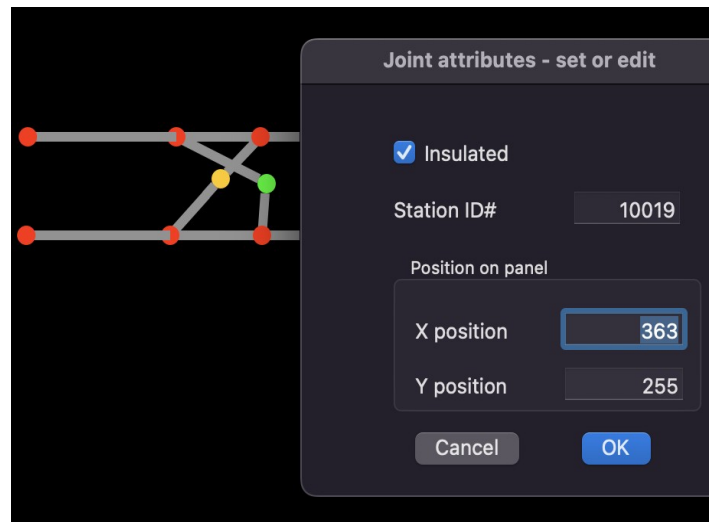 Joint attributes - set or edit
Insulated
Station ID# 10019
Position on panel
X position 363
Y position 255
Cancel OK